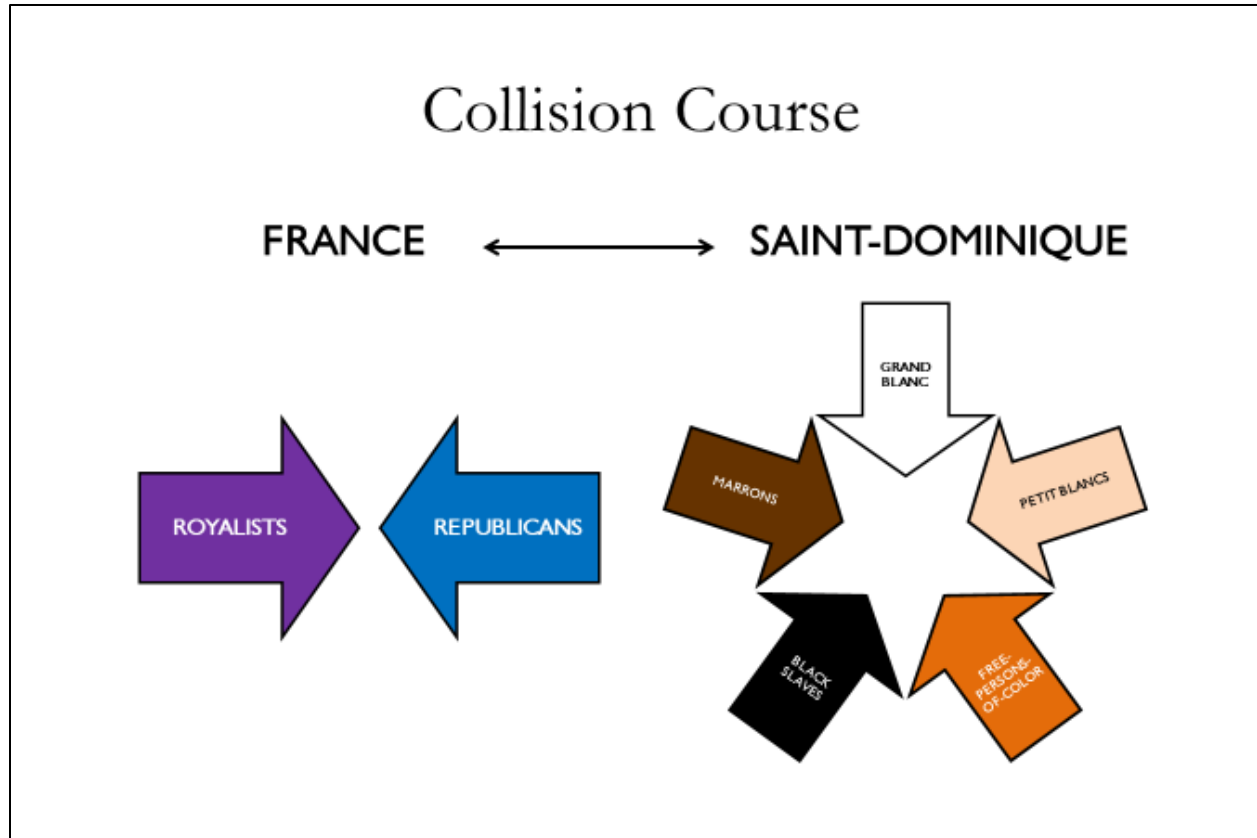 Collision Course
FRANCE
SAINT-DOMINIQUE
ROYALISTS
REPUBLICANS
GRAND
BLANC
MARRONS
PETIT BLANCS
BLACK
SLAVES
FREE-
PERSONS-
OF-COLOR